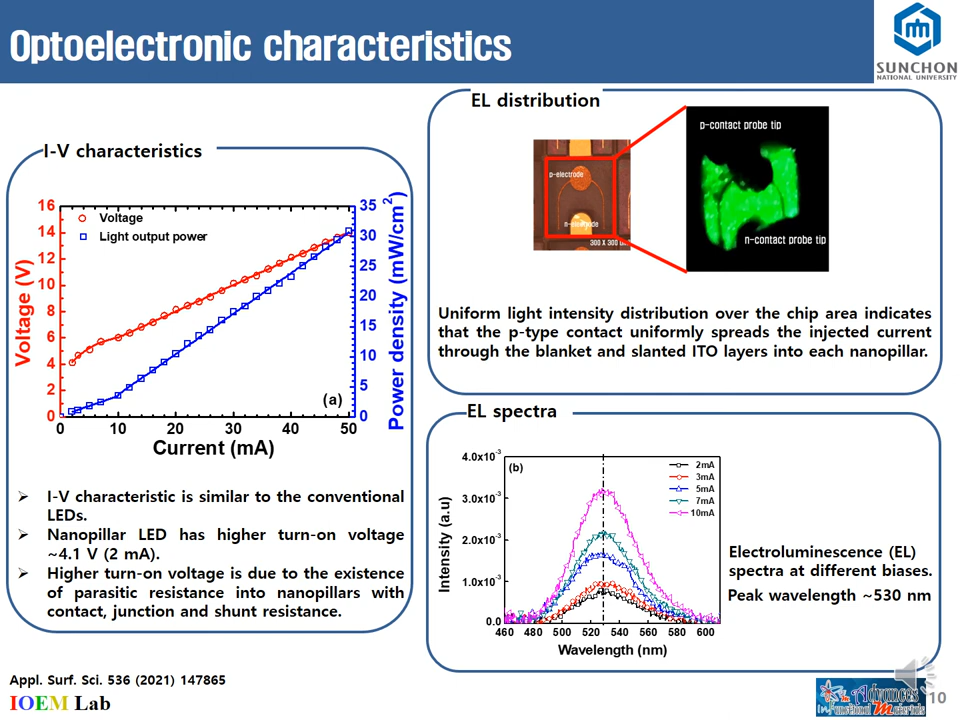 Optoelectronic characteristics
SUNCHON
NATIONAL UNIVERSITY
I-V characteristics
16
14
12
10
8
6
4
2
0
Voltage (V)
Voltage
Light output power
(a)
35
30
25
20
15
10
5
0
Power density (mW/cm²)
0 10 20 30 40 50
Current (mA)
➢ I-V characteristic is similar to the conventional
LEDs.
➢ Nanopillar LED has higher turn-on voltage
~4.1 V (2 mA).
➢ Higher turn-on voltage is due to the existence
of parasitic resistance into nanopillars with
contact, junction and shunt resistance.
EL distribution
p-electrode
n-electrode
300 X 300 um
p-contact probe tip
n-contact probe tip
Uniform light intensity distribution over the chip area indicates
that the p-type contact uniformly spreads the injected current
through the blanket and slanted ITO layers into each nanopillar.
EL spectra
4.0x10⁻³
3.0x10⁻³
2.0x10⁻³
1.0x10⁻³
0.0
Intensity (a.u)
(b)
2mA
3mA
5mA
7mA
10mA
460 480 500 520 540 560 580 600
Wavelength (nm)
Electroluminescence (EL)
spectra at different biases.
Peak wavelength ~530 nm
Appl. Surf. Sci. 536 (2021) 147865
IOEM Lab
Advances
in Functional Materials
10